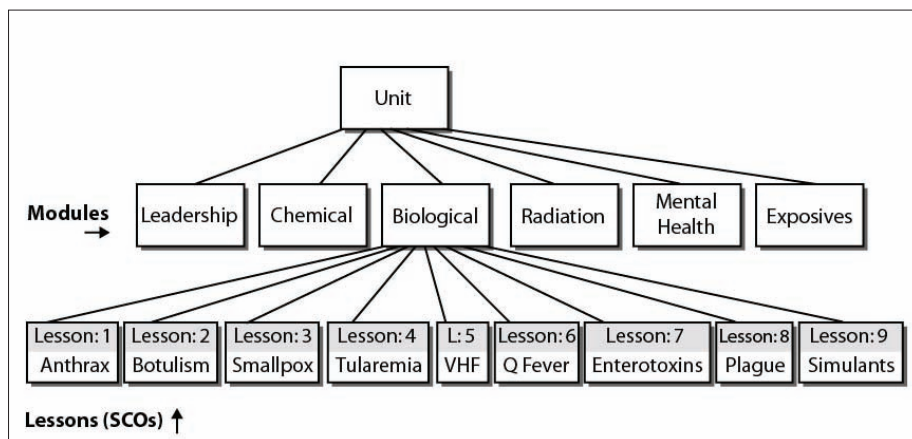 Unit
Modules
Leadership
Chemical
Biological
Radiation
Mental
Health
Exposives
Lesson: 1
Anthrax
Lesson: 2
Botulism
Lesson: 3
Smallpox
Lesson: 4
Tularemia
L: 5
VHF
Lesson: 6
Q Fever
Lesson: 7
Enterotoxins
Lesson: 8
Plague
Lesson: 9
Simulants
Lessons (SCOs)